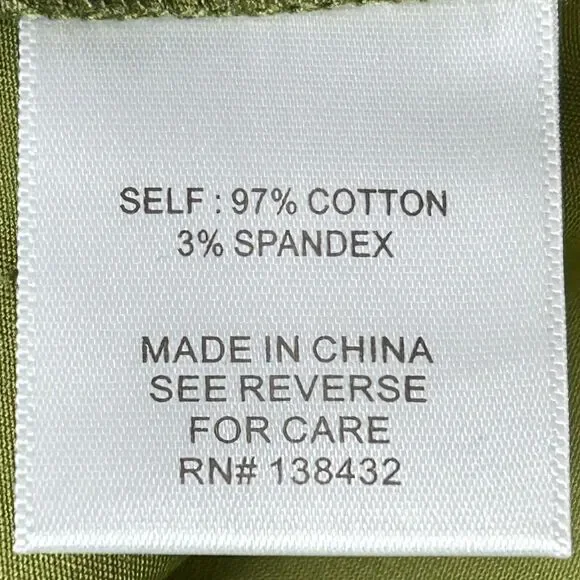 SELF : 97% COTTON
3% SPANDEX
MADE IN CHINA
SEE REVERSE
FOR CARE
RN# 138432